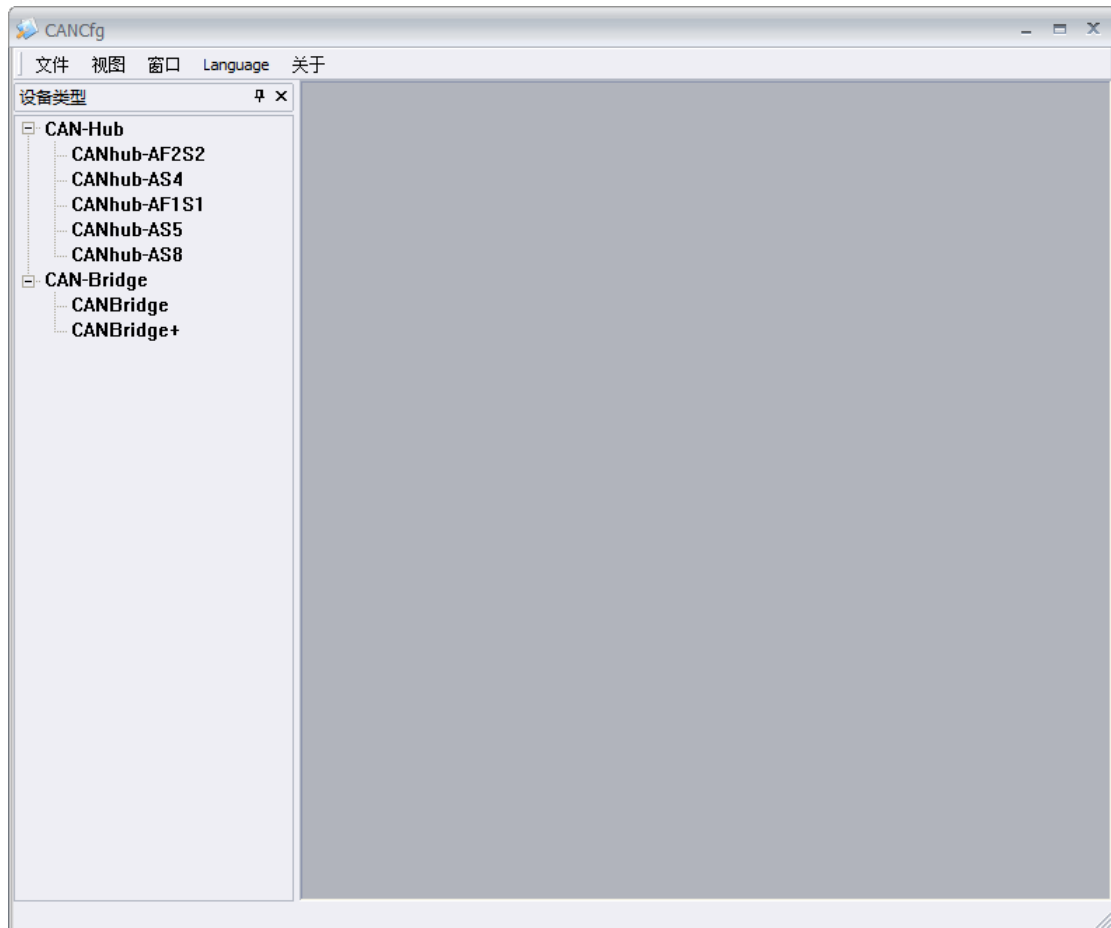 CANCfg
文件 视图 窗口 Language 关于
设备类型
CAN-Hub
CANhub-AF2S2
CANhub-AS4
CANhub-AF1S1
CANhub-AS5
CANhub-AS8
CAN-Bridge
CANBridge
CANBridge+